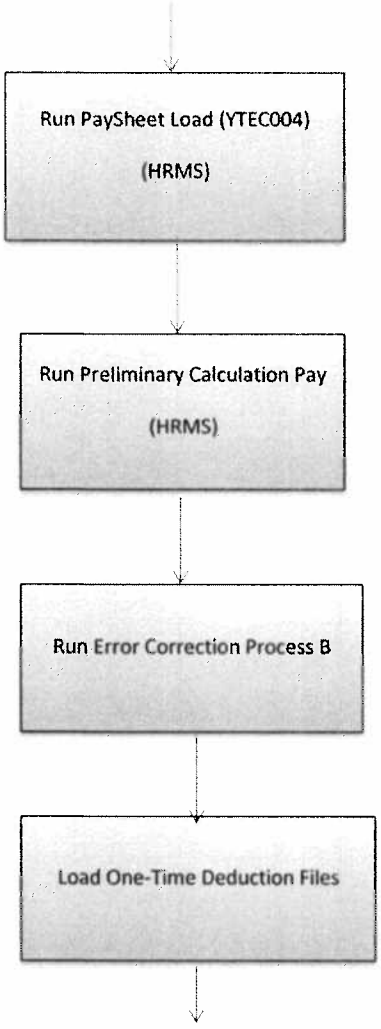 Run PaySheet Load (YTEC004)
(HRMS)
Run Preliminary Calculation Pay
(HRMS)
Run Error Correction Process B
Load One-Time Deduction Files